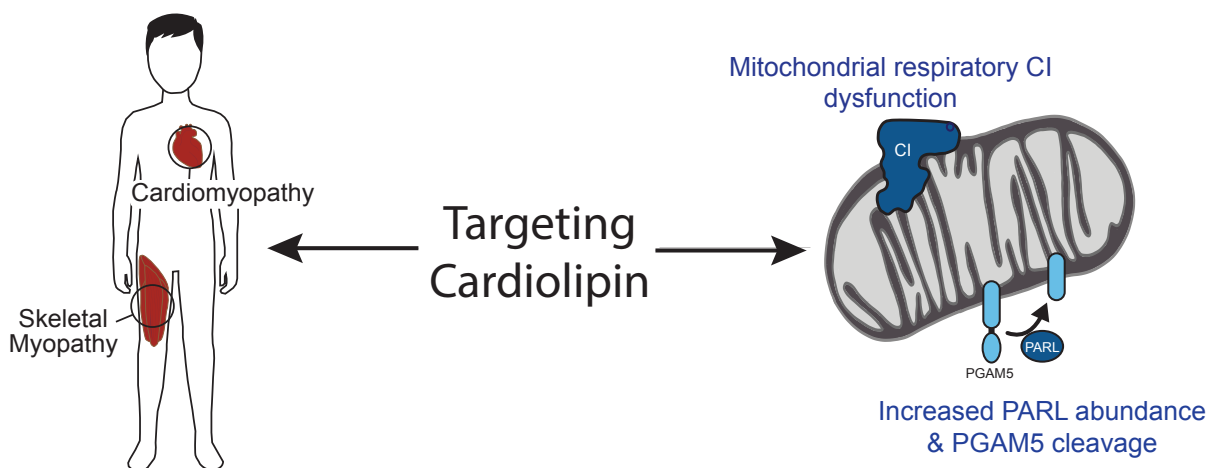 Cardiomyopathy
Skeletal
Myopathy
Targeting
Cardiolipin
Mitochondrial respiratory CI
dysfunction
CI
PARL
PGAM5
Increased PARL abundance
& PGAM5 cleavage